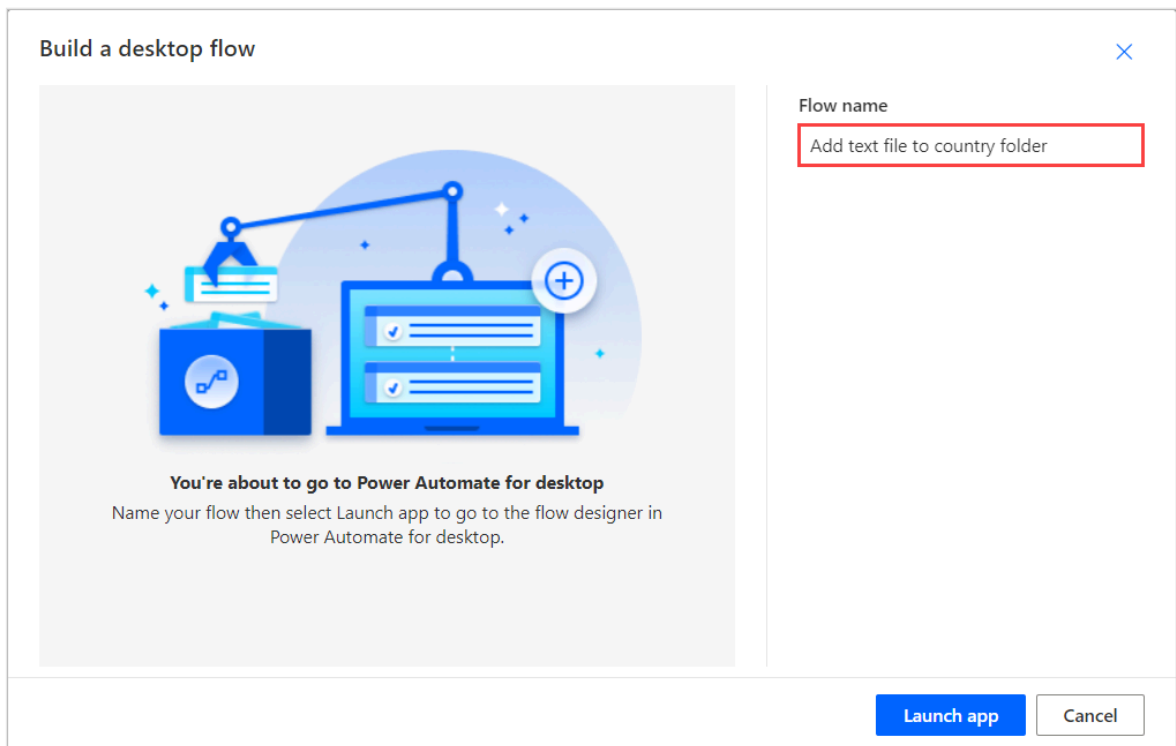 Build a desktop flow
Flow name
Add text file to country folder
You're about to go to Power Automate for desktop
Name your flow then select Launch app to go to the flow designer in
Power Automate for desktop.
Launch app
Cancel